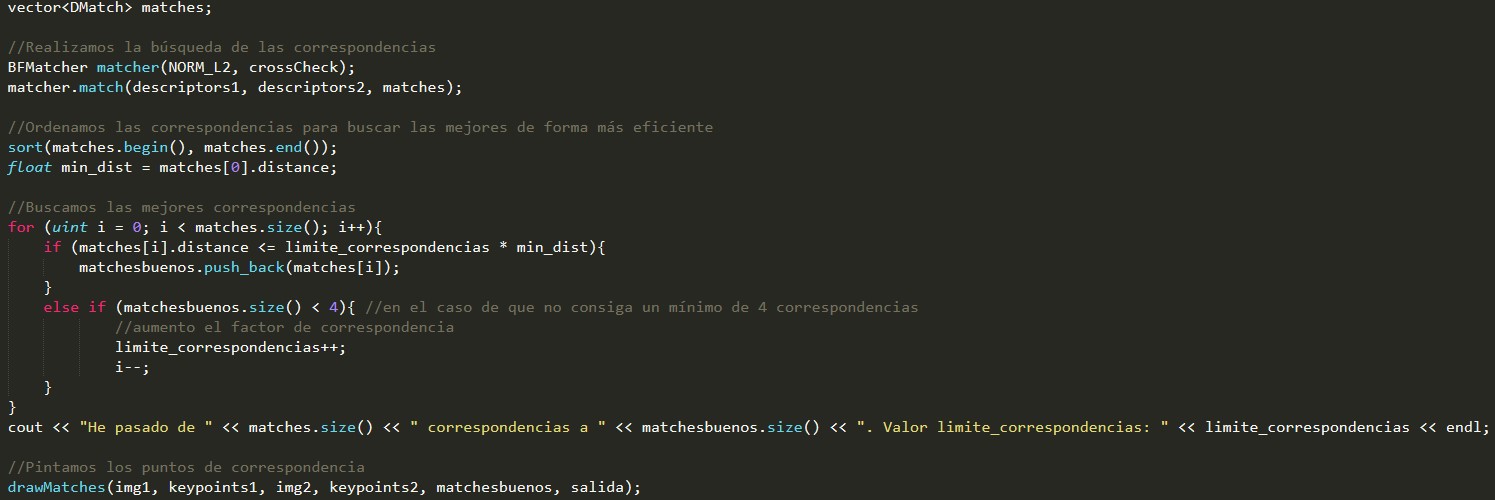 vector<DMatch> matches;
//Realizamos la búsqueda de las correspondencias
BFMatcher matcher(NORM_L2, crossCheck);
matcher.match(descriptors1, descriptors2, matches);
//Ordenamos las correspondencias para buscar las mejores de forma más eficiente
sort(matches.begin(), matches.end());
float min_dist = matches[0].distance;
//Buscamos las mejores correspondencias
for (uint i = 0; i < matches.size(); i++){
    if (matches[i].distance <= limite_correspondencias * min_dist){
        matchesbuenos.push_back(matches[i]);
    }
    else if (matchesbuenos.size() < 4){ //en el caso de que no consiga un mínimo de 4 correspondencias
            //aumento el factor de correspondencia
            limite_correspondencias++;
            i--;
    }
}
cout << "He pasado de " << matches.size() << " correspondencias a " << matchesbuenos.size() << ". Valor limite_correspondencias: " << limite_correspondencias << endl;
//Pintamos los puntos de correspondencia
drawMatches(img1, keypoints1, img2, keypoints2, matchesbuenos, salida);